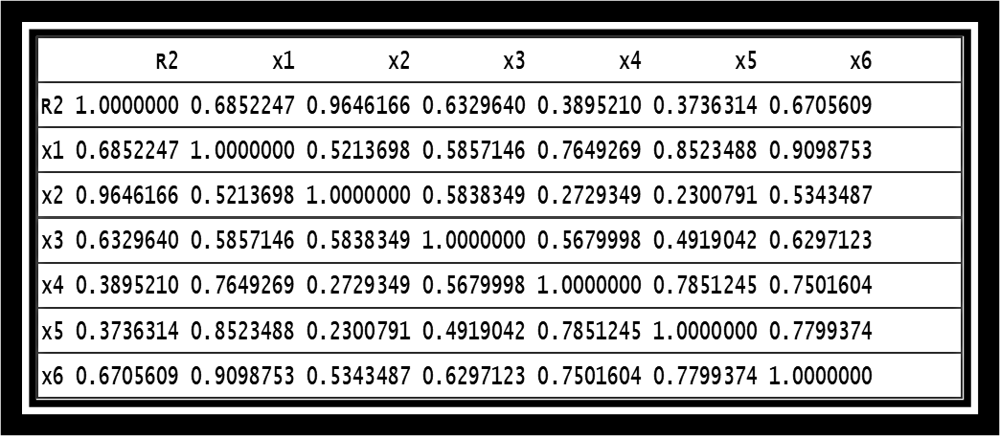 R2 x1 x2 x3 x4 x5 x6
R2 1.0000000 0.6852247 0.9646166 0.6329640 0.3895210 0.3736314 0.6705609
x1 0.6852247 1.0000000 0.5213698 0.5857146 0.7649269 0.8523488 0.9098753
x2 0.9646166 0.5213698 1.0000000 0.5838349 0.2729349 0.2300791 0.5343487
x3 0.6329640 0.5857146 0.5838349 1.0000000 0.5679998 0.4919042 0.6297123
x4 0.3895210 0.7649269 0.2729349 0.5679998 1.0000000 0.7851245 0.7501604
x5 0.3736314 0.8523488 0.2300791 0.4919042 0.7851245 1.0000000 0.7799374
x6 0.6705609 0.9098753 0.5343487 0.6297123 0.7501604 0.7799374 1.0000000